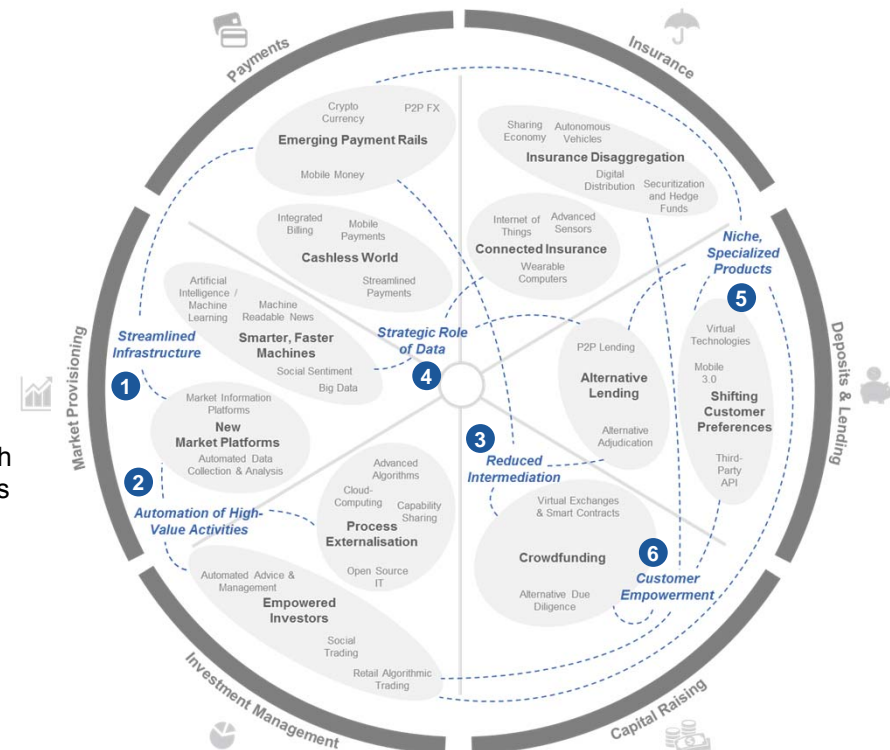 Payments
Insurance
Crypto
Currency
P2P FX
Emerging Payment Rails
Mobile Money
Sharing
Economy
Autonomous
Vehicles
Insurance Disaggregation
Digital
Distribution
Securitization
and Hedge
Funds
Integrated
Billing
Mobile
Payments
Cashless World
Streamlined
Payments
Internet of
Things
Advanced
Sensors
Connected Insurance
Wearable
Computers
Niche,
Specialized
Products
5
Artificial
Intelligence /
Machine
Learning
Machine
Readable News
Smarter, Faster
Machines
Social Sentiment
Big Data
Strategic Role
of Data
4
Streamlined
Infrastructure
1
Market Provisioning
Deposits & Lending
P2P Lending
Alternative
Lending
Alternative
Adjudication
Virtual
Technologies
Mobile
3.0
Shifting
Customer
Preferences
Third-
Party
API
Market Information
Platforms
New
Market Platforms
Automated Data
Collection & Analysis
h
s
2
Automation of High-
Value Activities
3
Reduced
Intermediation
Advanced
Algorithms
Cloud-
Computing
Capability
Sharing
Process
Externalisation
Open Source
IT
Virtual Exchanges
& Smart Contracts
Crowdfunding
Alternative Due
Diligence
6
Customer
Empowerment
Automated Advice &
Management
Empowered
Investors
Social
Trading
Retail Algorithmic
Trading
Investment Management
Capital Raising